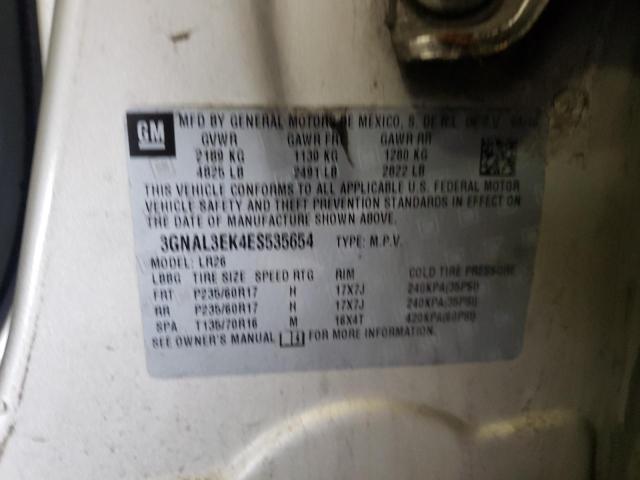 GM
MFD BY GENERAL MOTORS DE MEXICO, S. DE R.L. DE C.V.
GVWR GAWR FR GAWR RR
2189 KG 1130 KG 1280 KG
4825 LB 2491 LB 2822 LB
THIS VEHICLE CONFORMS TO ALL APPLICABLE U.S. FEDERAL MOTOR
VEHICLE SAFETY AND THEFT PREVENTION STANDARDS IN EFFECT ON
THE DATE OF MANUFACTURE SHOWN ABOVE.
3GNAL3EK4ES535654 TYPE: M.P.V.
MODEL: LR26
LBBG TIRE SIZE SPEED RTG RIM COLD TIRE PRESSURE
FRT P235/60R17 H 17X7J 240KPA(35PSI)
RR P235/60R17 H 17X7J 240KPA(35PSI)
SPA T135/70R16 M 16X4T 420KPA(60PSI)
SEE OWNER'S MANUAL FOR MORE INFORMATION.